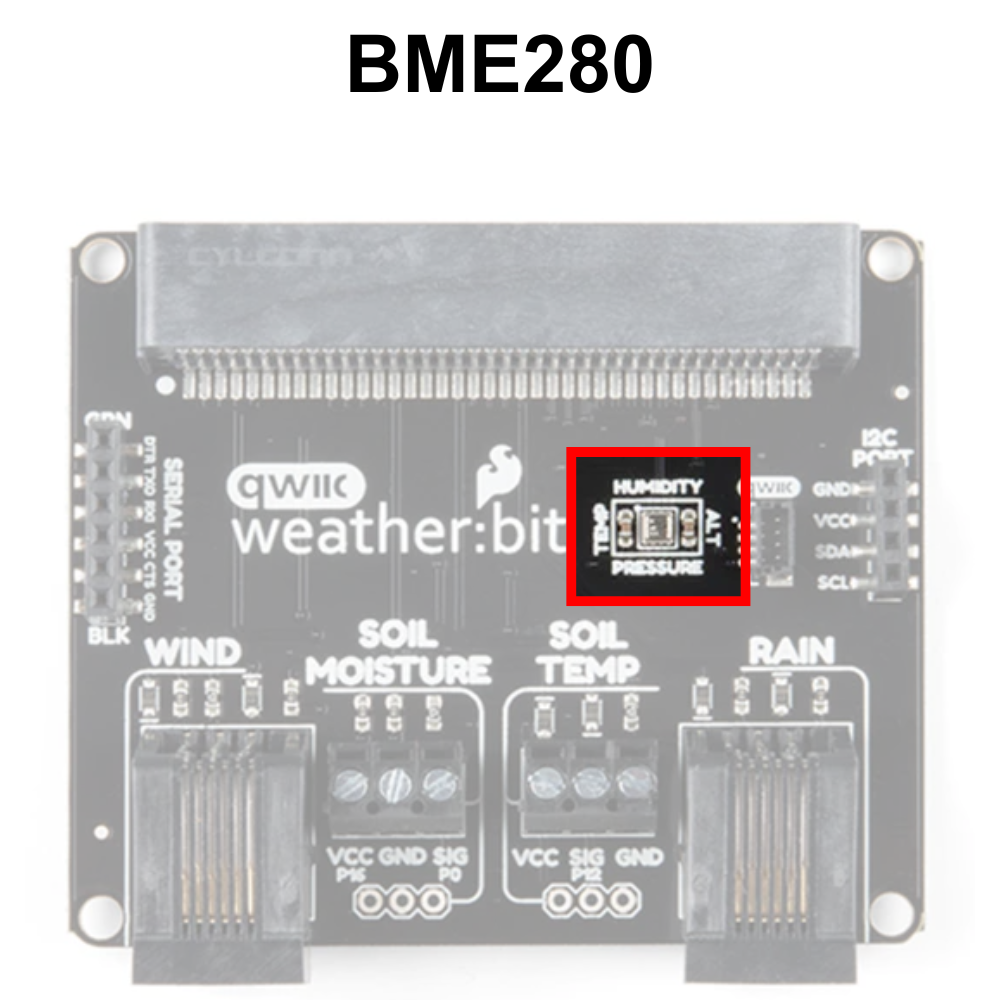 BME280
CYLCONN
GRN
DTR TXO RXI VCC CTS GND
SERIAL PORT
BLK
qwiic
weather:bit
HUMIDITY
TEMP
ALT
PRESSURE
qwiic
I2C
PORT
GND
VCC
SDA
SCL
WIND
SOIL
MOISTURE
SOIL
TEMP
RAIN
VCC GND SIG
P16 P0
VCC SIG GND
P12